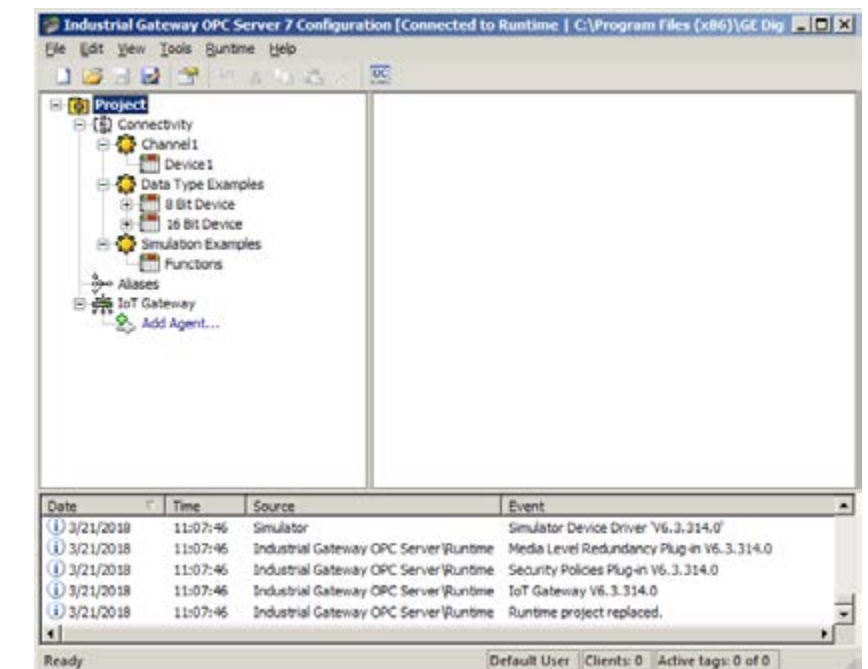 Industrial Gateway OPC Server 7 Configuration [Connected to Runtime | C:\Program Files (x86)\GE Dig
File Edit View Tools Runtime Help
Project
Connectivity
Channel1
Device1
Data Type Examples
8 Bit Device
16 Bit Device
Simulation Examples
Functions
Aliases
IoT Gateway
Add Agent...
Date Time Source Event
3/21/2018 11:07:46 Simulator Simulator Device Driver 'V6.3.314.0'
3/21/2018 11:07:46 Industrial Gateway OPC Server\Runtime Media Level Redundancy Plug-in V6.3.314.0
3/21/2018 11:07:46 Industrial Gateway OPC Server\Runtime Security Policies Plug-in V6.3.314.0
3/21/2018 11:07:46 Industrial Gateway OPC Server\Runtime IoT Gateway V6.3.314.0
3/21/2018 11:07:46 Industrial Gateway OPC Server\Runtime Runtime project replaced.
Ready Default User Clients: 0 Active tags: 0 of 0